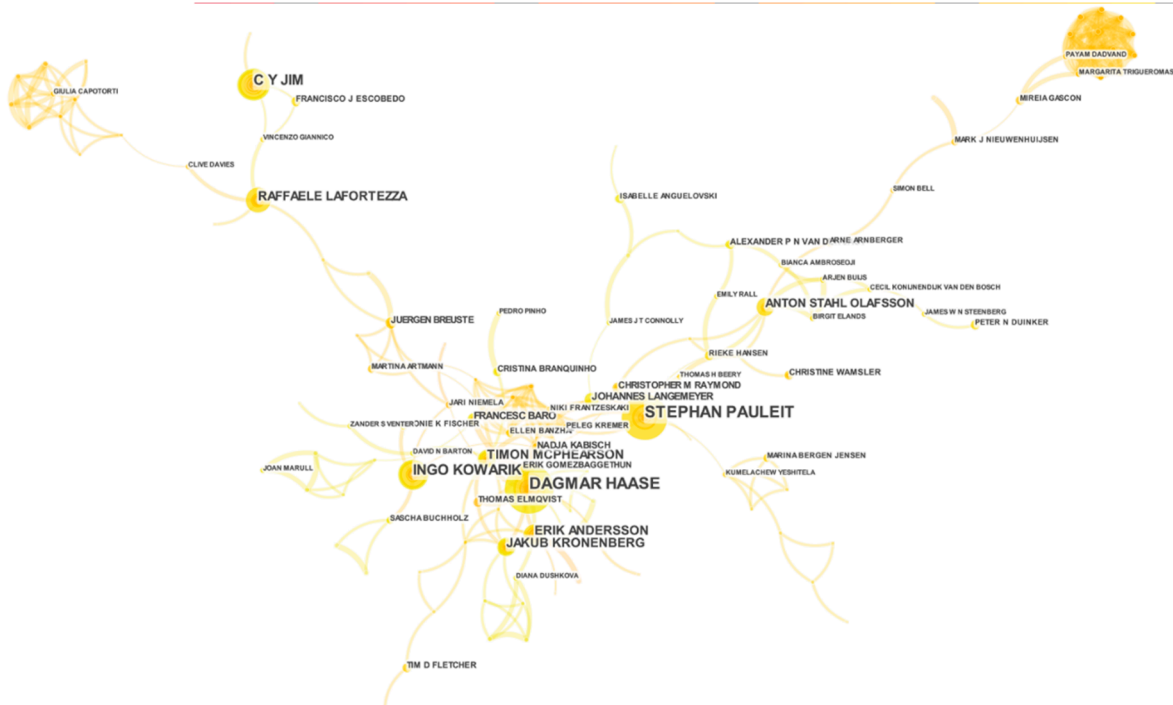 PAYAM DADVAND
MARGARITA TRIGUEROMAS
C Y JIM
GIULIA CAPOTORTI
FRANCISCO J ESCOBEDO
MIREIA GASCON
VINCENZO GIANNICO
MARK J NIEUWENHUIJSEN
CLIVE DAVIES
SIMON BELL
RAFFAELE LAFORTEZZA
ISABELLE ANGUELOVSKI
ALEXANDER P N VAN D
ARNE ARNBERGER
BIANCA AMBROSEOJI
ARJEN BUIJS
CECIL KONIJNENDIJK VAN DEN BOSCH
EMILY RALL
ANTON STAHL OLAFSSON
PEDRO PINHO
JAMES W N STEENBERG
BIRGIT ELANDS
JUERGEN BREUSTE
JAMES J T CONNOLLY
PETER N DUINKER
RIEKE HANSEN
MARTINA ARTMANN
CRISTINA BRANQUINHO
THOMAS H BEERY
CHRISTINE WAMSLER
CHRISTOPHER M RAYMOND
JOHANNES LANGEMEYER
JARI NIEMELA
NIKI FRANTZESKAKI
STEPHAN PAULEIT
FRANCESC BARO
ZANDER S VENTER
K FISCHER
PELEG KREMER
ELLEN BANZHA
NADJA KABISCH
DAVID N BARTON
TIMON MCPHEARSON
MARINA BERGEN JENSEN
ERIK GOMEZBAGGETHUN
JOAN MARULL
INGO KOWARIK
KUMELACHEW YESHITELA
DAGMAR HAASE
THOMAS ELMQVIST
SASCHA BUCHHOLZ
ERIK ANDERSSON
JAKUB KRONENBERG
DIANA DUSHKOVA
TIM D FLETCHER